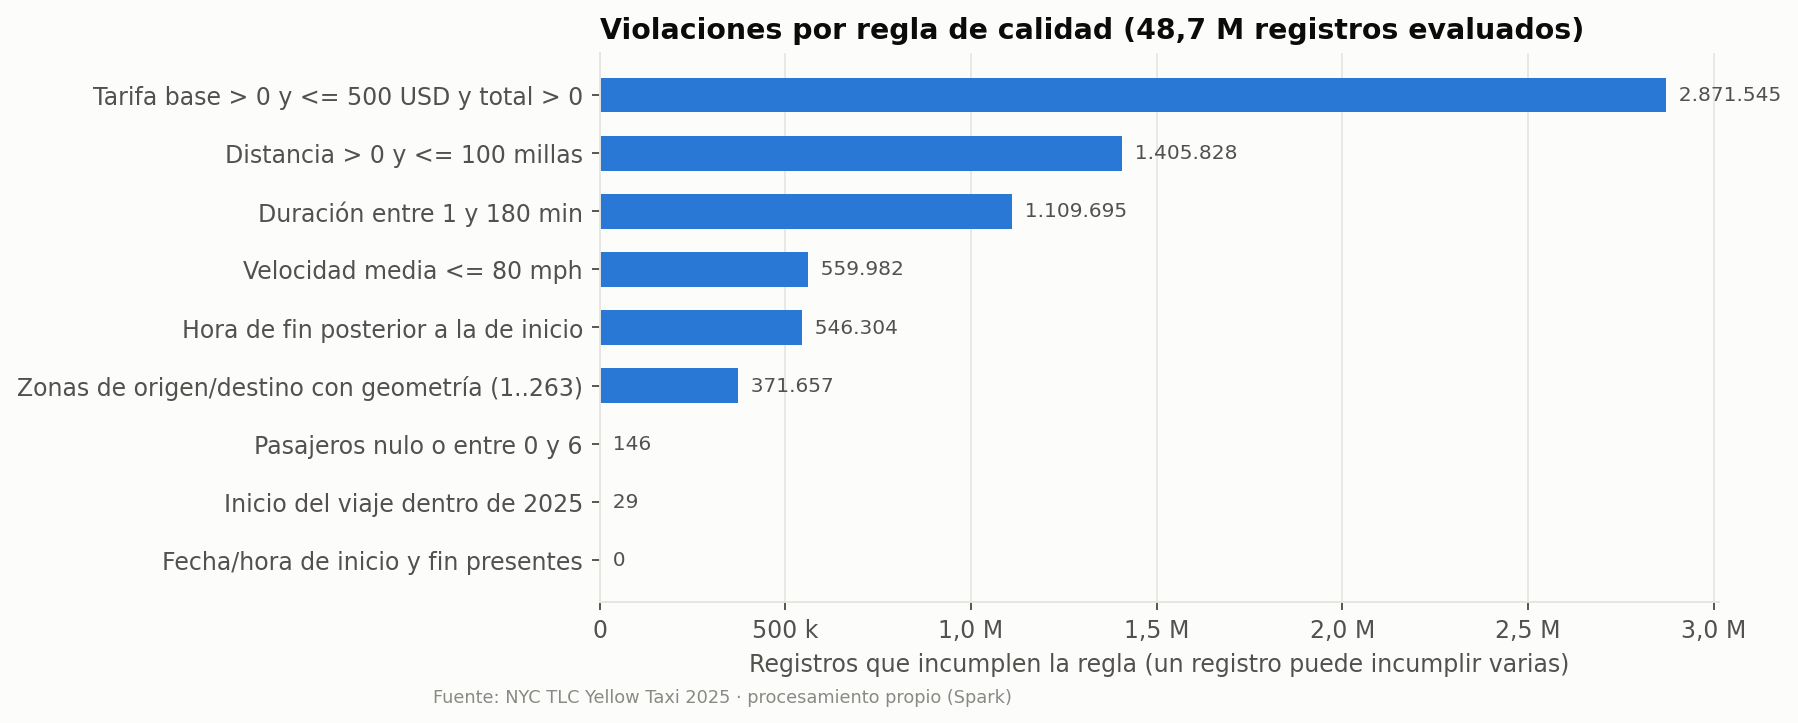 Violaciones por regla de calidad (48,7 M registros evaluados)
Tarifa base > 0 y <= 500 USD y total > 0 2.871.545
Distancia > 0 y <= 100 millas 1.405.828
Duración entre 1 y 180 min 1.109.695
Velocidad media <= 80 mph 559.982
Hora de fin posterior a la de inicio 546.304
Zonas de origen/destino con geometría (1..263) 371.657
Pasajeros nulo o entre 0 y 6 146
Inicio del viaje dentro de 2025 29
Fecha/hora de inicio y fin presentes 0
0 500 k 1,0 M 1,5 M 2,0 M 2,5 M 3,0 M
Registros que incumplen la regla (un registro puede incumplir varias)
Fuente: NYC TLC Yellow Taxi 2025 · procesamiento propio (Spark)